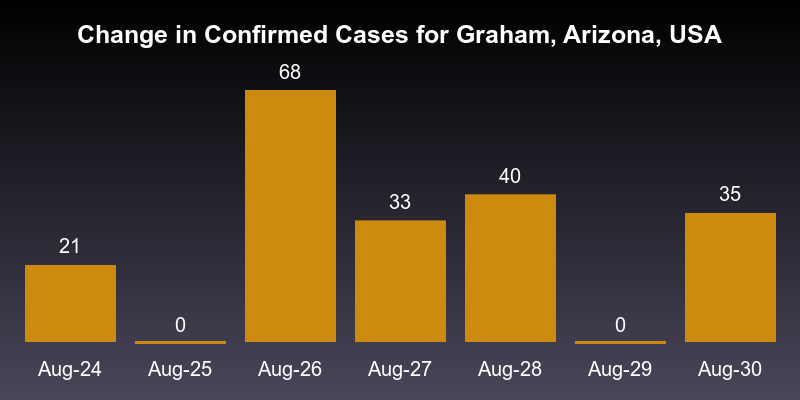 Change in Confirmed Cases for Graham, Arizona, USA
21
0
68
33
40
0
35
Aug-24
Aug-25
Aug-26
Aug-27
Aug-28
Aug-29
Aug-30